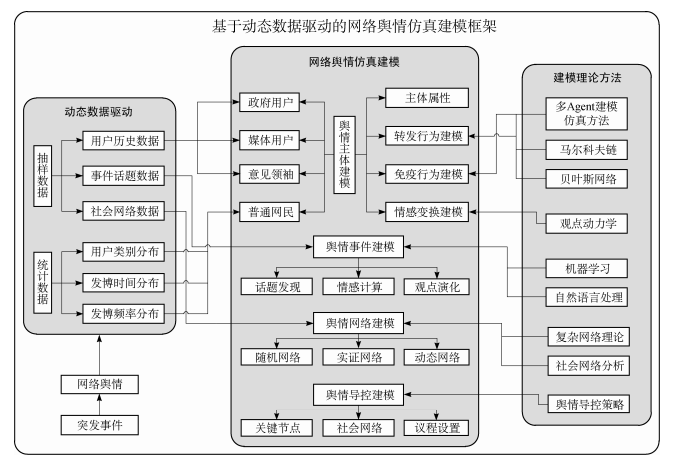 基于动态数据驱动的网络舆情仿真建模框架
动态数据驱动
抽样数据
用户历史数据
事件话题数据
社会网络数据
统计数据
用户类别分布
发博时间分布
发博频率分布
网络舆情
突发事件
网络舆情仿真建模
政府用户
媒体用户
意见领袖
普通网民
舆情主体建模
主体属性
转发行为建模
免疫行为建模
情感变换建模
舆情事件建模
话题发现
情感计算
观点演化
舆情网络建模
随机网络
实证网络
动态网络
舆情导控建模
关键节点
社会网络
议程设置
建模理论方法
多Agent建模
仿真方法
马尔科夫链
贝叶斯网络
观点动力学
机器学习
自然语言处理
复杂网络理论
社会网络分析
舆情导控策略